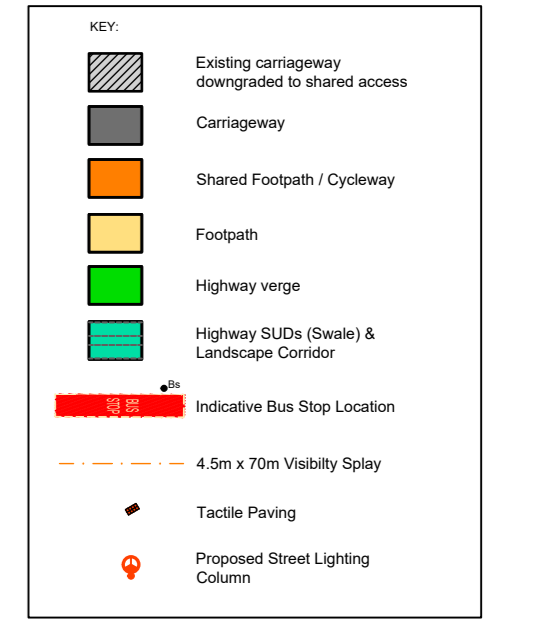 KEY:
Existing carriageway
downgraded to shared access
Carriageway
Shared Footpath / Cycleway
Footpath
Highway verge
Highway SUDs (Swale) &
Landscape Corridor
Bs
BUS
STOP
Indicative Bus Stop Location
4.5m x 70m Visibilty Splay
Tactile Paving
Proposed Street Lighting
Column